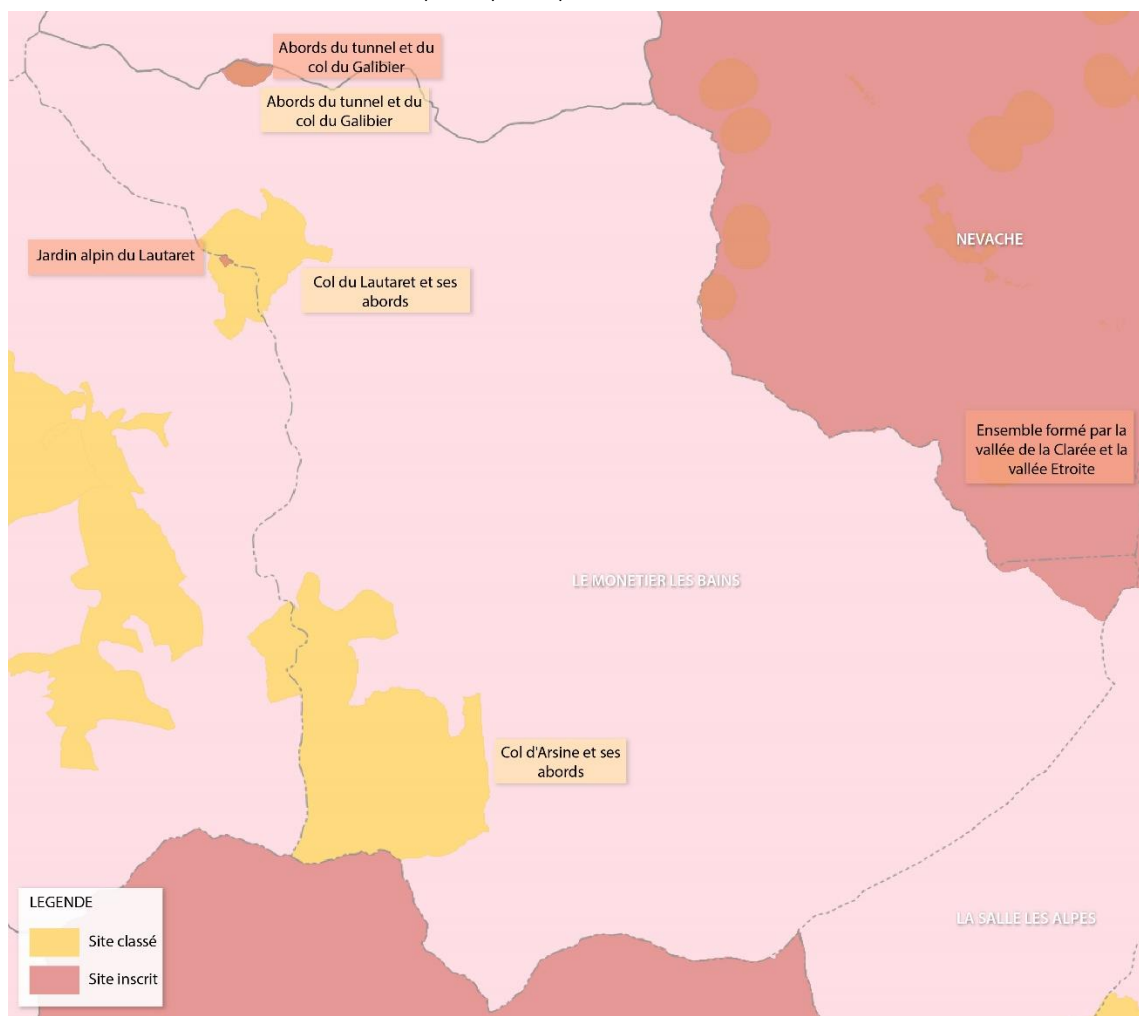 Abords du tunnel et du
col du Galibier
Abords du tunnel et du
col du Galibier
NEVACHE
Jardin alpin du Lautaret
Col du Lautaret et ses
abords
Ensemble formé par la
vallée de la Clarée et la
vallée Etroite
LE MONETIER LES BAINS
Col d'Arsine et ses
abords
LA SALLE LES ALPES
LEGENDE
Site classé
Site inscrit